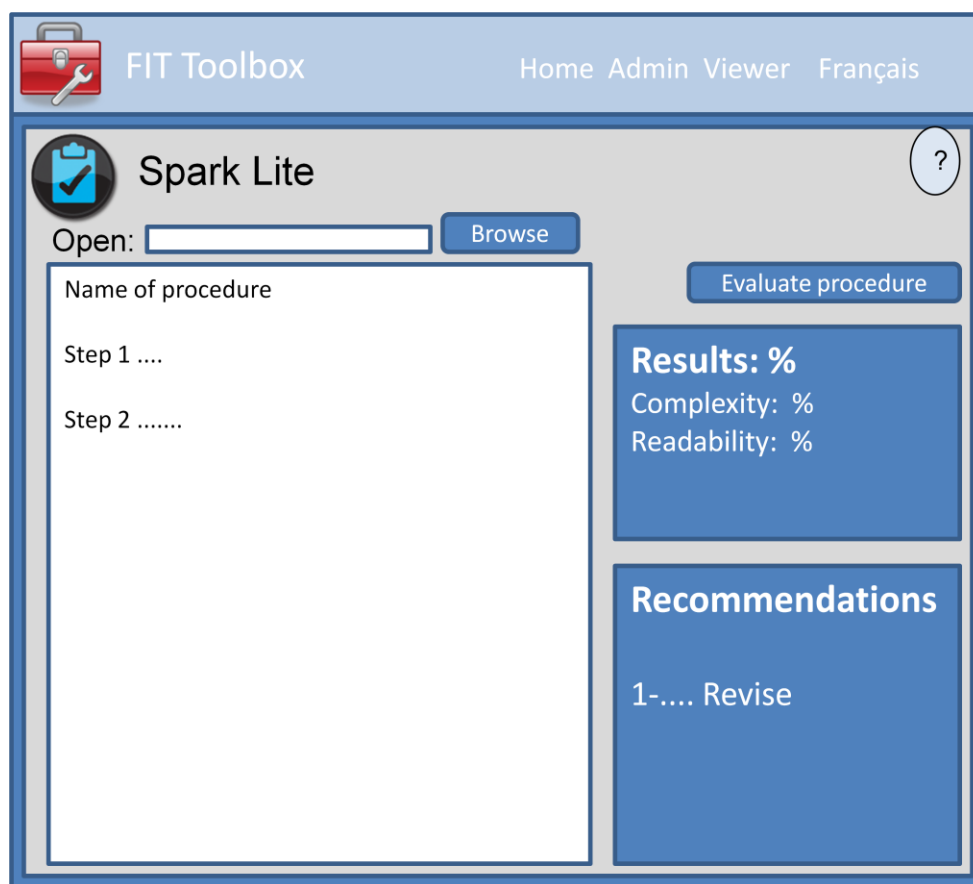 FIT Toolbox
Home Admin Viewer Français
Spark Lite
?
Open:
Browse
Name of procedure
Step 1 ....
Step 2 .......
Evaluate procedure
Results: %
Complexity: %
Readability: %
Recommendations
1-.... Revise